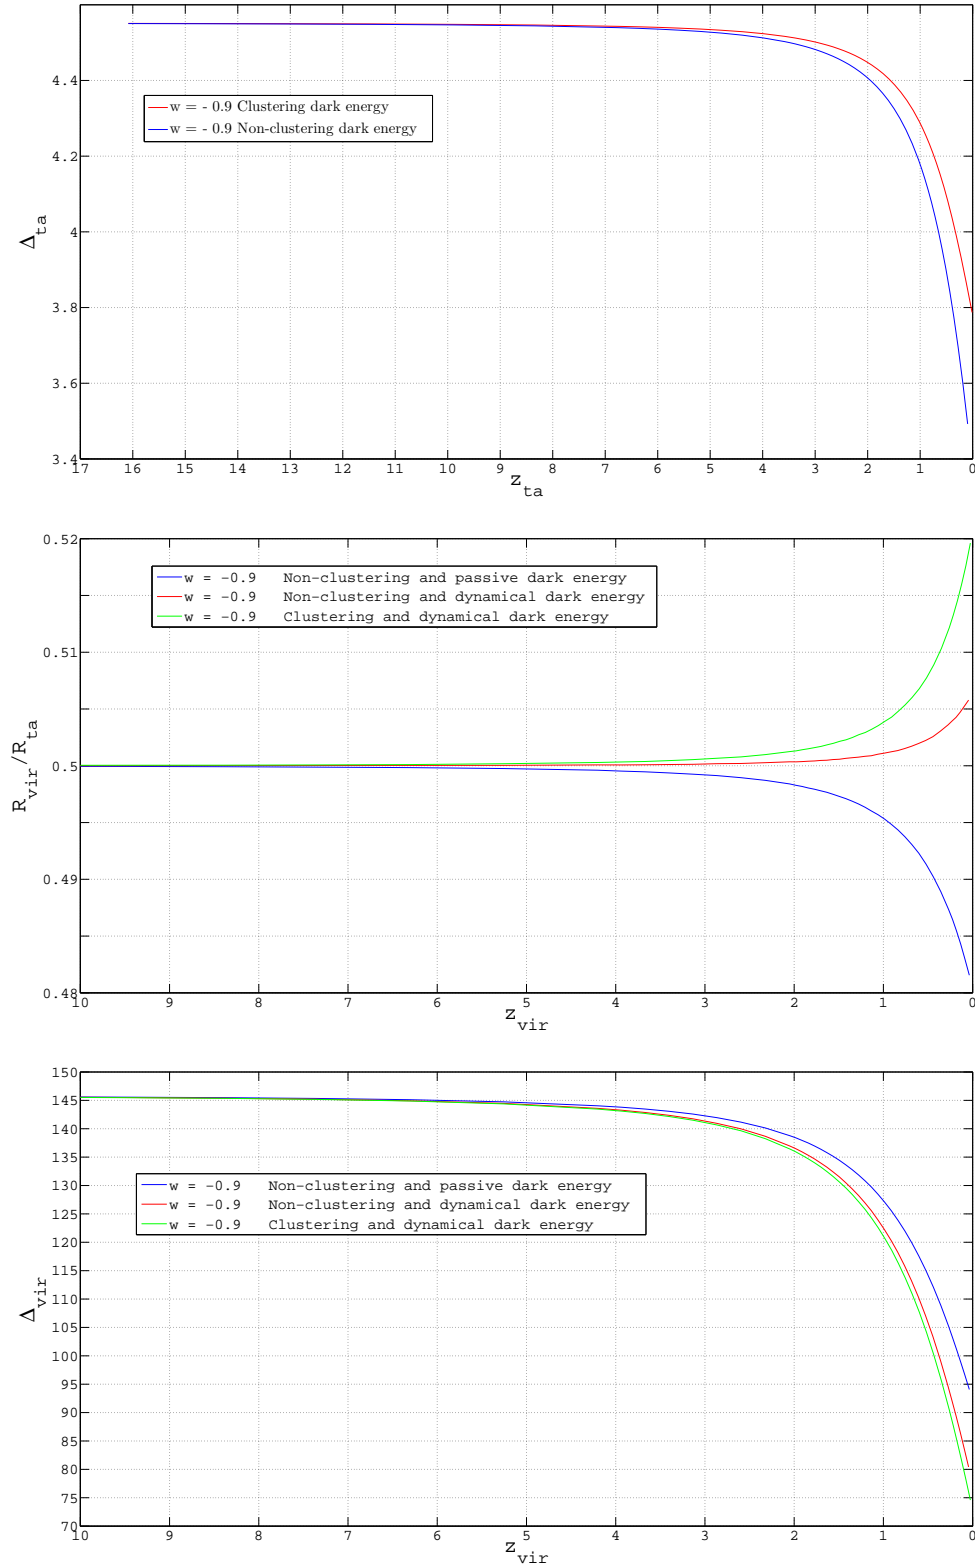 4.4
4.2
4
3.8
3.6
3.4
Δta
w = - 0.9 Clustering dark energy
w = - 0.9 Non-clustering dark energy
17 16 15 14 13 12 11 10 9 8 7 6 5 4 3 2 1 0
zta
0.52
0.51
0.5
0.49
0.48
Rvir/Rta
w = -0.9 Non-clustering and passive dark energy
w = -0.9 Non-clustering and dynamical dark energy
w = -0.9 Clustering and dynamical dark energy
10 9 8 7 6 5 4 3 2 1 0
zvir
150
145
140
135
130
125
120
115
110
105
100
95
90
85
80
75
70
Δvir
w = -0.9 Non-clustering and passive dark energy
w = -0.9 Non-clustering and dynamical dark energy
w = -0.9 Clustering and dynamical dark energy
10 9 8 7 6 5 4 3 2 1 0
zvir